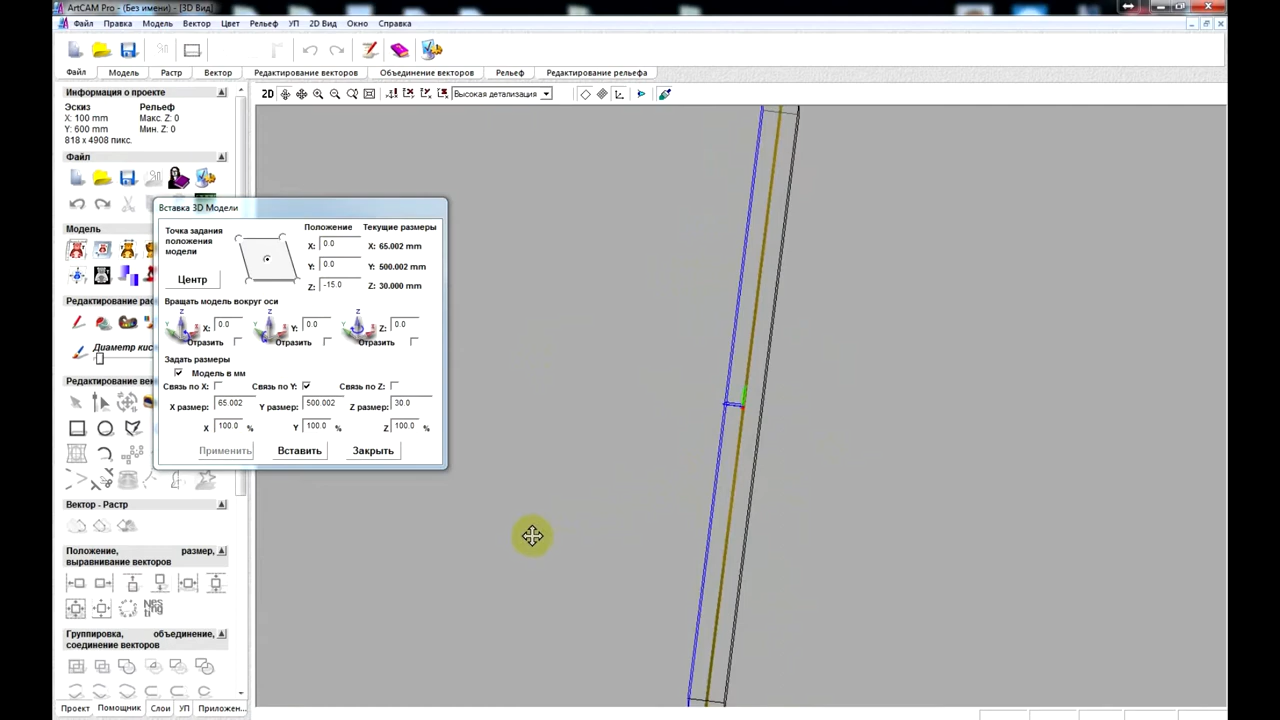 ArtCAM Pro - (Без имени) - [3D Вид]
Файл Правка Модель Вектор Цвет Рельеф УП 2D Вид Окно Справка
Файл Модель Растр Вектор Редактирование векторов Объединение векторов Рельеф Редактирование рельефа
Информация о проекте
Эскиз Рельеф
X: 100 mm Макс. Z: 0
Y: 600 mm Мин. Z: 0
818 x 4908 пикс.
2D Высокая детализация
Файл
Модель
Редактирование рас
Диаметр кис
Редактирование век
Вектор - Растр
Положение, размер, выравнивание векторов
Группировка, объединение, соединение векторов
Проект Помощник Слои УП Приложен...
Вставка 3D Модели
Точка задания положения модели
Центр
Положение
X: 0.0
Y: 0.0
Z: -15.0
Текущие размеры
X: 65.002 mm
Y: 500.002 mm
Z: 30.000 mm
Вращать модель вокруг оси
X: 0.0 Y: 0.0 Z: 0.0
Отразить Отразить Отразить
Задать размеры
Модель в мм
Связь по X: Связь по Y: Связь по Z:
X размер: 65.002 Y размер: 500.002 Z размер: 30.0
X 100.0 % Y 100.0 % Z 100.0 %
Применить Вставить Закрыть